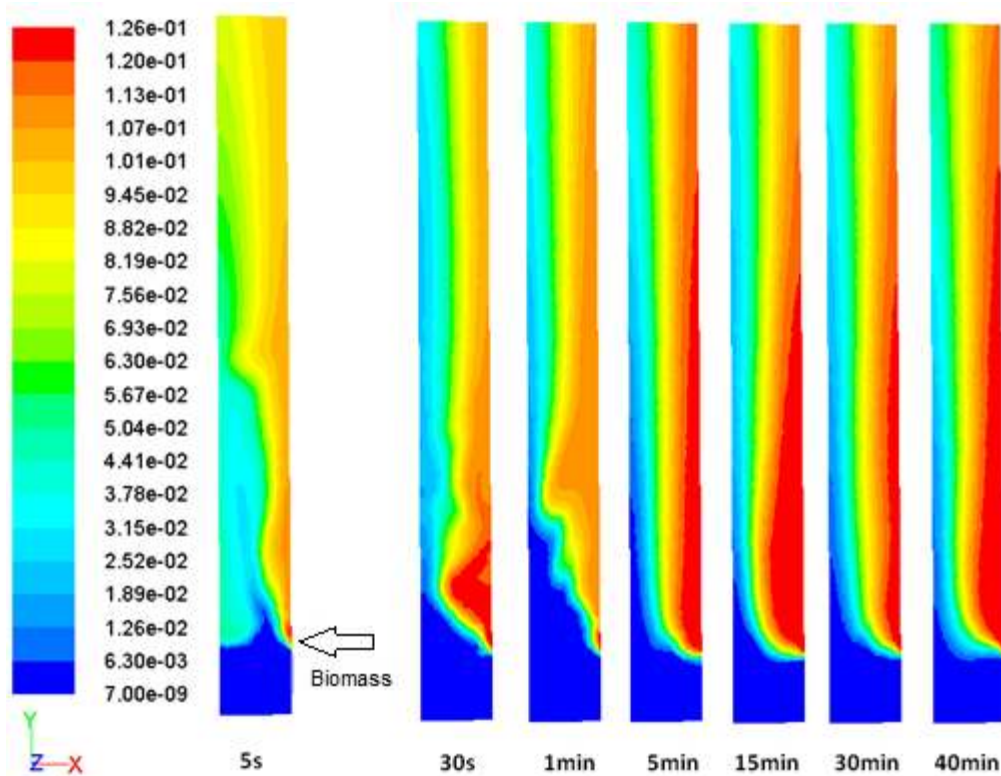 1.26e-01
1.20e-01
1.13e-01
1.07e-01
1.01e-01
9.45e-02
8.82e-02
8.19e-02
7.56e-02
6.93e-02
6.30e-02
5.67e-02
5.04e-02
4.41e-02
3.78e-02
3.15e-02
2.52e-02
1.89e-02
1.26e-02
6.30e-03
7.00e-09
Biomass
Y
Z X
5s 30s 1min 5min 15min 30min 40min